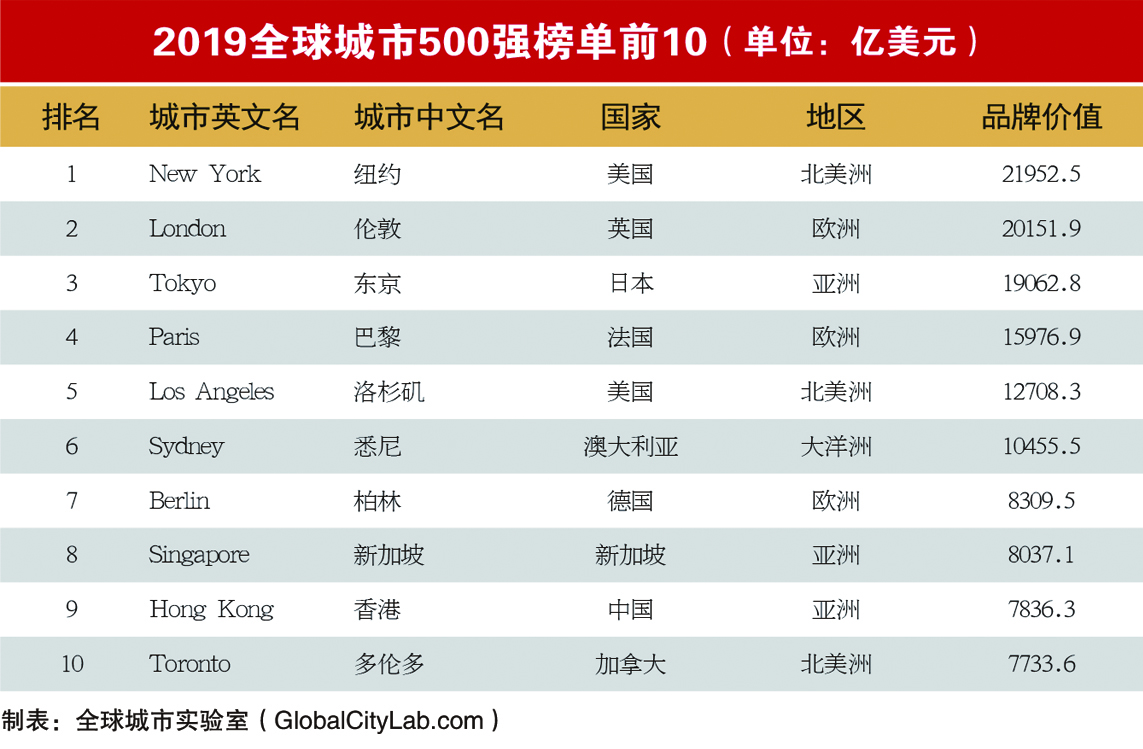 2019全球城市500强榜单前10（单位：亿美元）
排名 城市英文名 城市中文名 国家 地区 品牌价值
1 New York 纽约 美国 北美洲 21952.5
2 London 伦敦 英国 欧洲 20151.9
3 Tokyo 东京 日本 亚洲 19062.8
4 Paris 巴黎 法国 欧洲 15976.9
5 Los Angeles 洛杉矶 美国 北美洲 12708.3
6 Sydney 悉尼 澳大利亚 大洋洲 10455.5
7 Berlin 柏林 德国 欧洲 8309.5
8 Singapore 新加坡 新加坡 亚洲 8037.1
9 Hong Kong 香港 中国 亚洲 7836.3
10 Toronto 多伦多 加拿大 北美洲 7733.6
制表：全球城市实验室（GlobalCityLab.com）